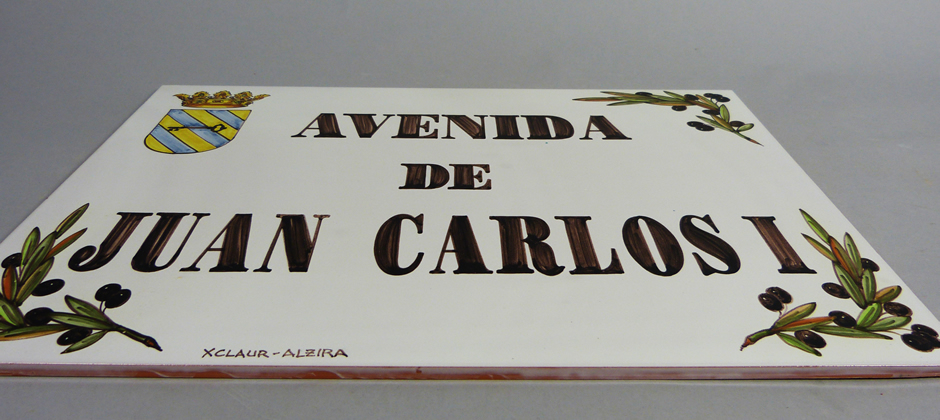 AVENIDA
DE
JUAN CARLOS I
XCLAUR-ALZIRA